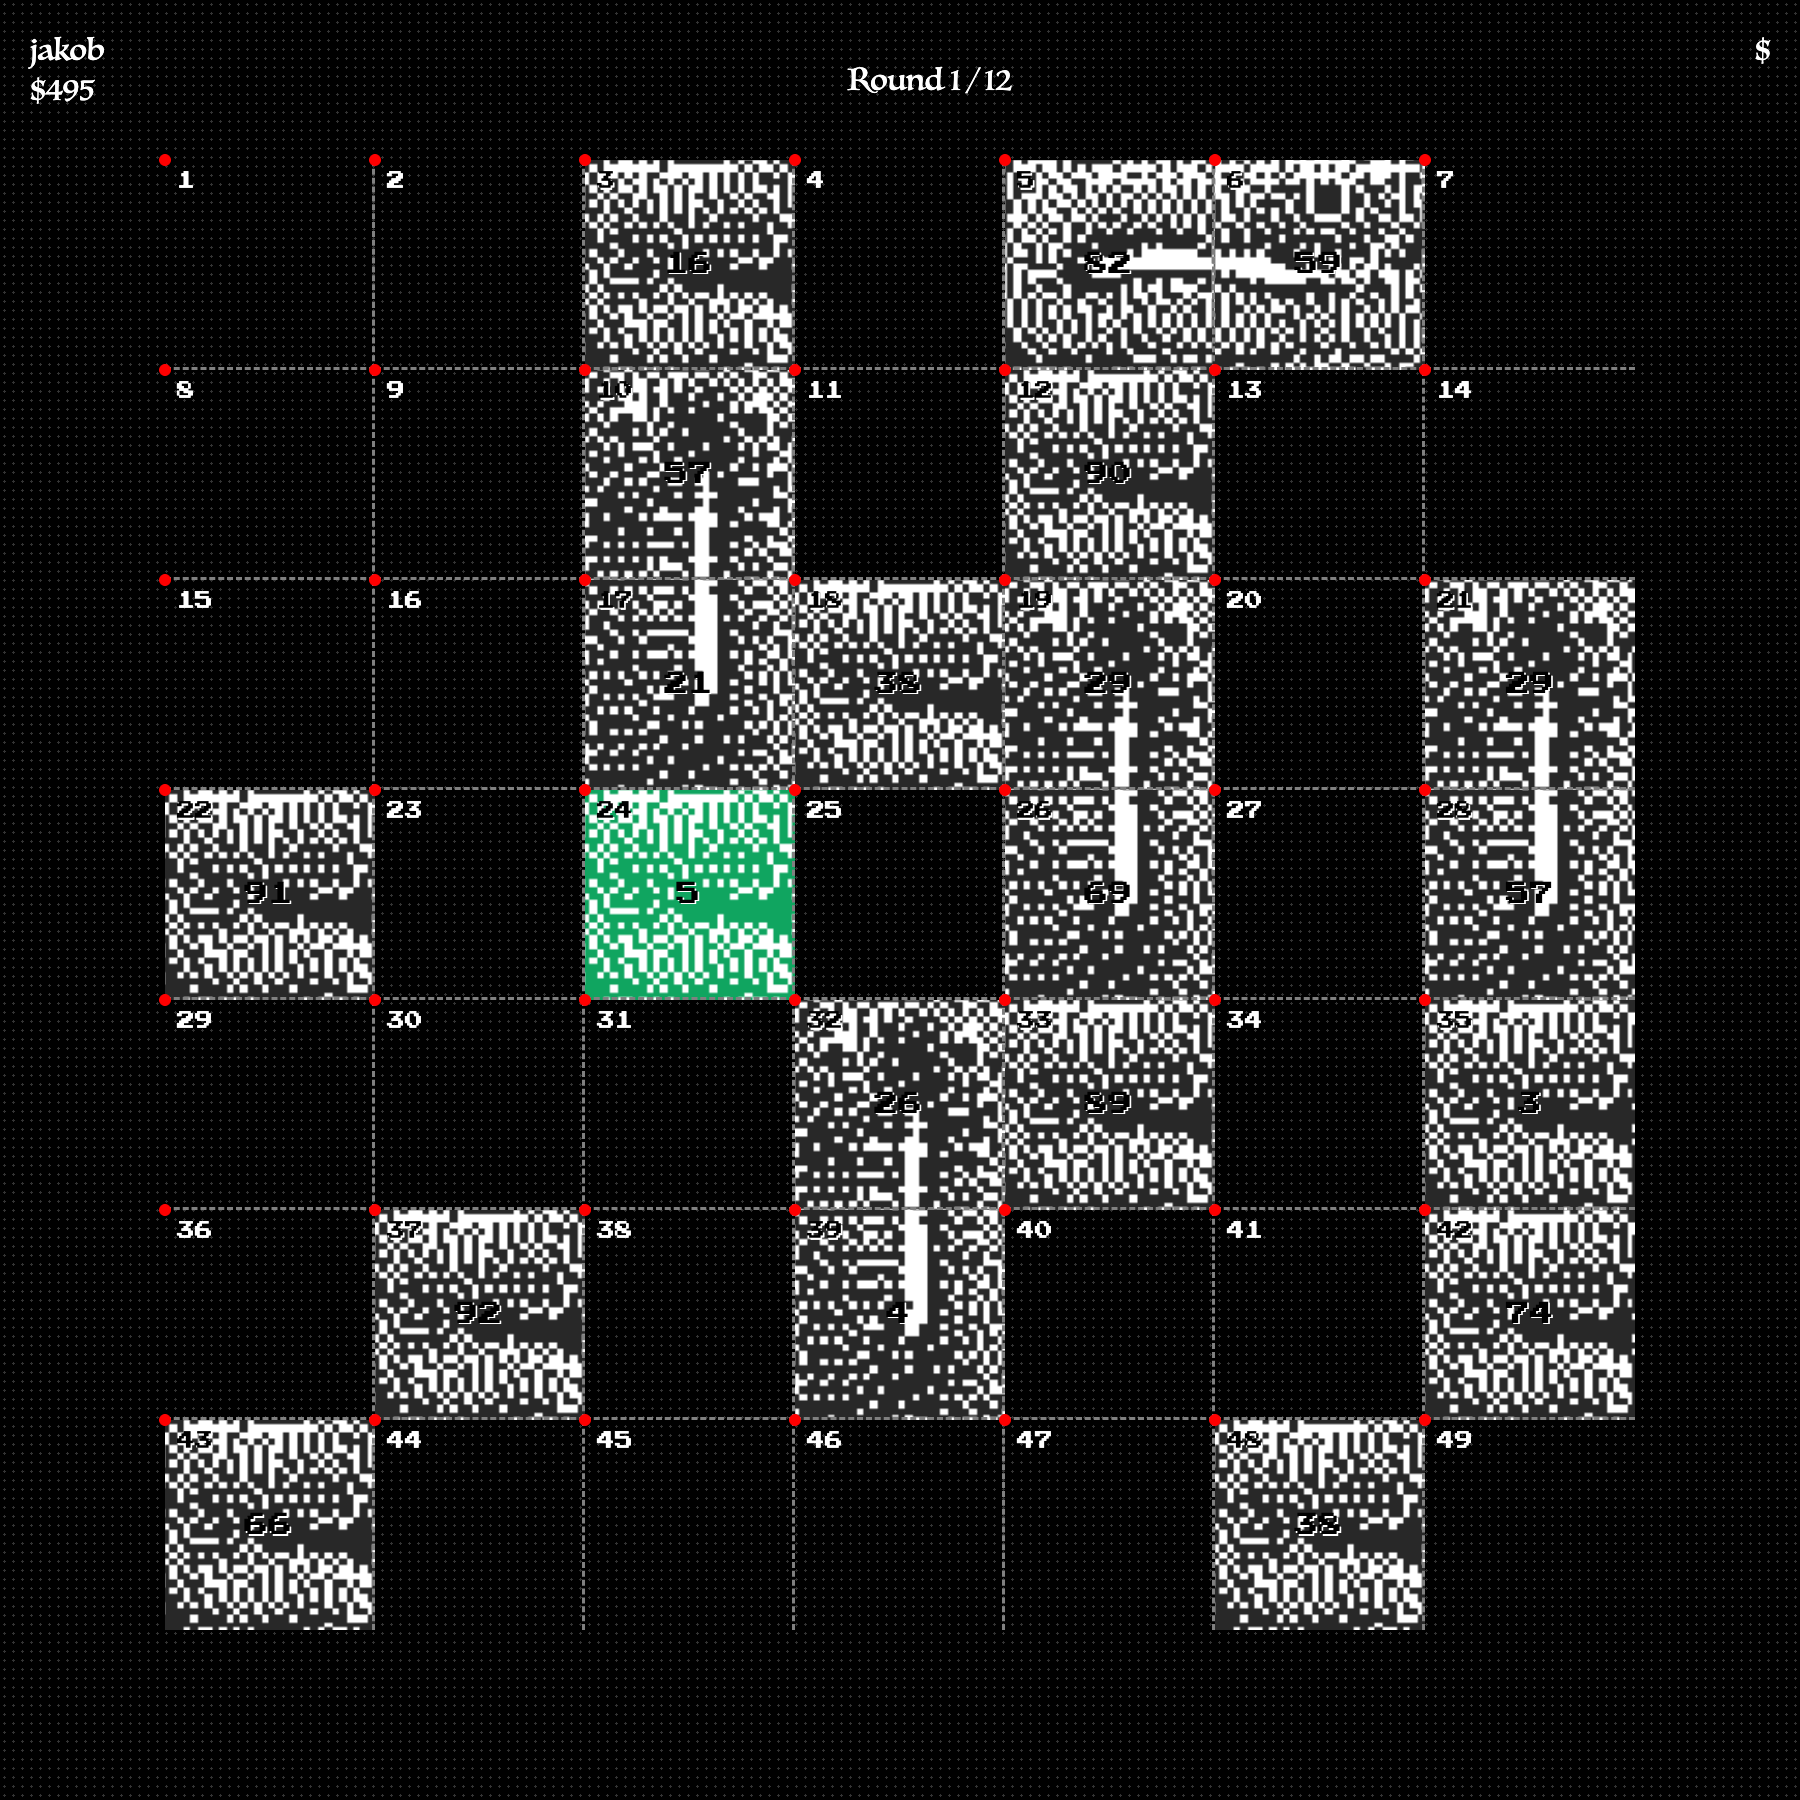 jakob
$495
$
Round 1/12
1 2 3 4 5 6 7
16 82 59
8 9 10 11 12 13 14
57 90
15 16 17 18 19 20 21
21 38 29 29
22 23 24 25 26 27 28
91 5 69 57
29 30 31 32 33 34 35
26 89 3
36 37 38 39 40 41 42
92 4 74
43 44 45 46 47 48 49
66 38